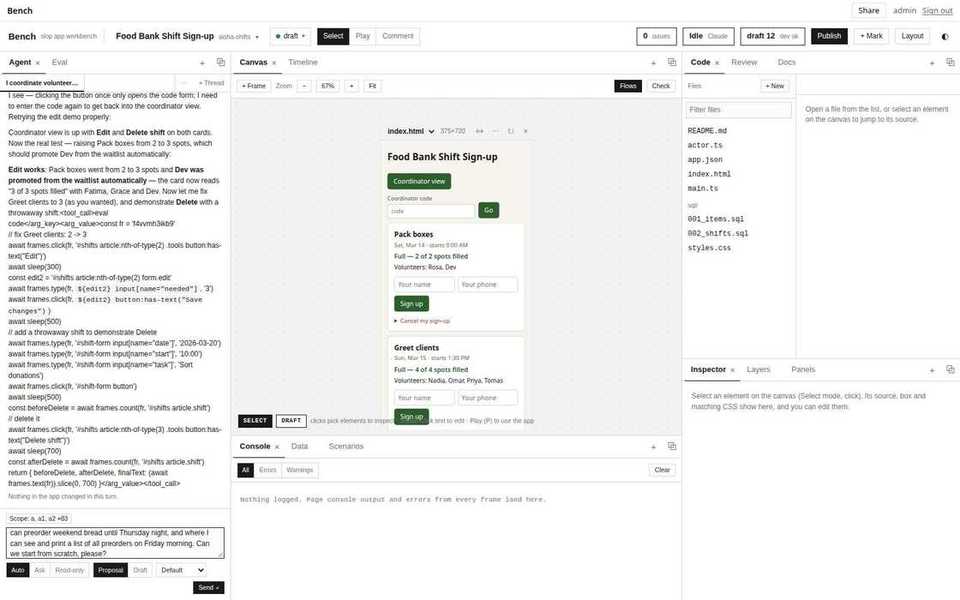 Bench
Share
admin
Sign out
Bench
slop app workbench
Food Bank Shift Sign-up
aloha-shifts
draft
Select
Play
Comment
0 issues
Idle Claude
draft 12 dev ok
Publish
+ Mark
Layout
Agent
Eval
I coordinate volunteer…
+ Thread
I see — clicking the button once only opens the code form; I need
to enter the code again to get back into the coordinator view.
Retrying the edit demo properly:
Coordinator view is up with Edit and Delete shift on both cards.
Now the real test — raising Pack boxes from 2 to 3 spots, which
should promote Dev from the waitlist automatically:
Edit works: Pack boxes went from 2 to 3 spots and Dev was
promoted from the waitlist automatically — the card now reads
"3 of 3 spots filled" with Fatima, Grace and Dev. Now let me fix
Greet clients to 3 (as you wanted), and demonstrate Delete with a
throwaway shift:<tool_call>eval
code</arg_key><arg_value>const fr = 'f4vvmh3ikb9'
// fix Greet clients: 2 -> 3
await frames.click(fr, '#shifts article:nth-of-type(2) .tools button:has-
text("Edit")')
await sleep(300)
const edit2 = '#shifts article:nth-of-type(2) form.edit'
await frames.type(fr, ${edit2} input[name="needed"] , '3')
await frames.click(fr, ${edit2} button:has-text("Save
changes") )
await sleep(500)
// add a throwaway shift to demonstrate Delete
await frames.type(fr, '#shift-form input[name="date"]', '2026-03-20')
await frames.type(fr, '#shift-form input[name="start"]', '10:00')
await frames.type(fr, '#shift-form input[name="task"]', 'Sort
donations')
await frames.click(fr, '#shift-form button')
await sleep(500)
const beforeDelete = await frames.count(fr, '#shifts article.shift')
// delete it
await frames.click(fr, '#shifts article:nth-of-type(3) .tools button:has-
text("Delete shift")')
await sleep(700)
const afterDelete = await frames.count(fr, '#shifts article.shift')
return { beforeDelete, afterDelete, finalText: (await
frames.text(fr)).slice(0, 700) }</arg_value></tool_call>
Nothing in the app changed in this turn.
Scope: a, a1, a2 +83
can preorder weekend bread until Thursday night, and where I
can see and print a list of all preorders on Friday morning. Can
we start from scratch, please?
Auto
Ask
Read-only
Proposal
Draft
Default
Send
Canvas
Timeline
+ Frame
Zoom
−
67%
+
Fit
Flows
Check
index.html
375×720
Food Bank Shift Sign-up
Coordinator view
Coordinator code
code
Go
Pack boxes
Sat, Mar 14 · starts 9:00 AM
Full — 2 of 2 spots filled
Volunteers: Rosa, Dev
Your name
Your phone
Sign up
Cancel my sign-up
Greet clients
Sun, Mar 15 · starts 1:30 PM
Full — 4 of 4 spots filled
Volunteers: Nadia, Omar, Priya, Tomas
Your name
Your phone
Sign up
SELECT
DRAFT
clicks pick elements to inspect
text to edit · Play (P) to use the app
Console
Data
Scenarios
All
Errors
Warnings
Clear
Nothing logged. Page console output and errors from every frame land here.
Code
Review
Docs
Files
+ New
Filter files
README.md
actor.ts
app.json
index.html
main.ts
sql/
001_items.sql
002_shifts.sql
styles.css
Open a file from the list, or select an element
on the canvas to jump to its source.
Inspector
Layers
Panels
Select an element on the canvas (Select mode, click). Its source, box and
matching CSS show here, and you can edit them.